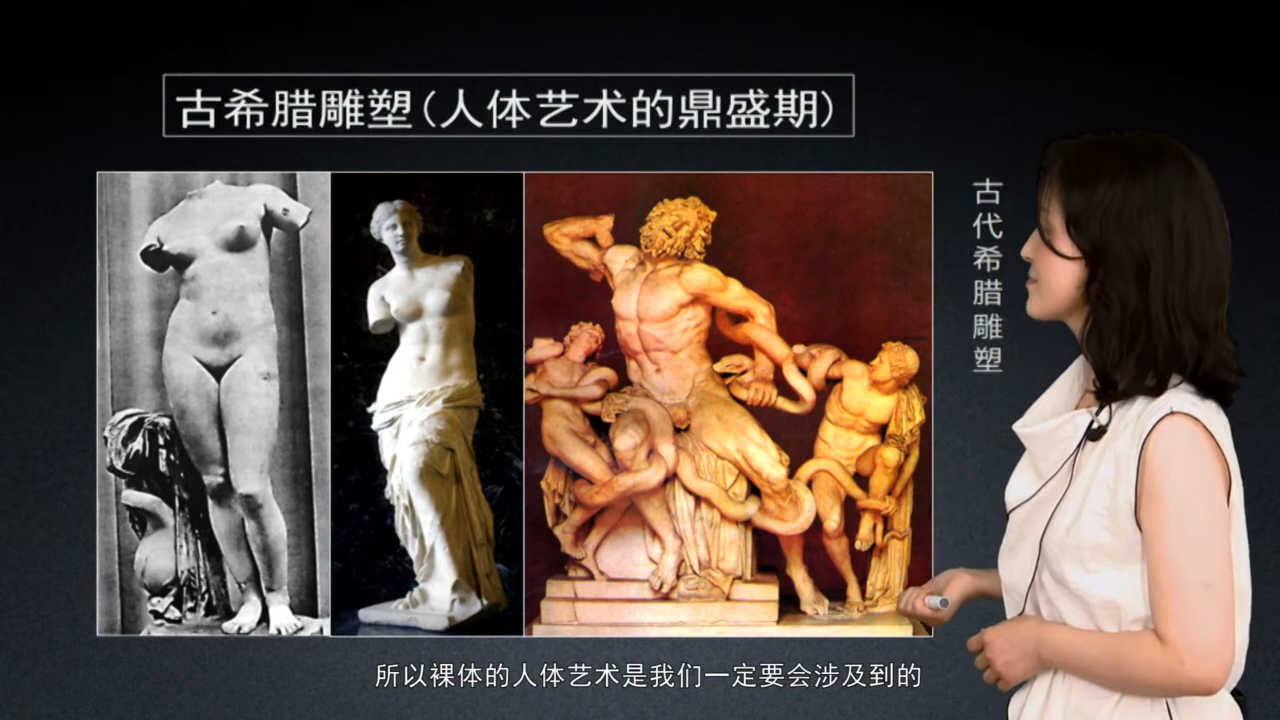 古希腊雕塑(人体艺术的鼎盛期)
古代希腊雕塑
所以裸体的人体艺术是我们一定要会涉及到的